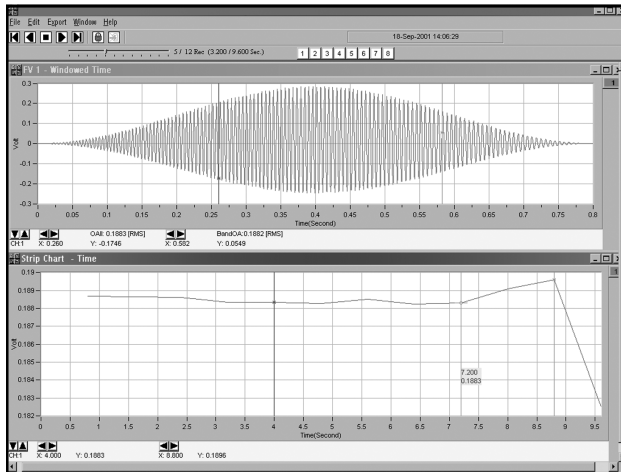 File Edit Export Window Help
18-Sep-2001 14:06:29
5 / 12 Rec (3.200 / 9.600 Sec.)
1 2 3 4 5 6 7 8
FV 1 - Windowed Time
1
0.3
0.2
0.1
0
-0.1
-0.2
-0.3
Volt
0 0.05 0.1 0.15 0.2 0.25 0.3 0.35 0.4 0.45 0.5 0.55 0.6 0.65 0.7 0.75 0.8
Time(Second)
OAll: 0.1883 [RMS] BandOA:0.1882 [RMS]
CH:1 X: 0.260 Y: -0.1746 X: 0.582 Y: 0.0549
Strip Chart - Time
1
0.19
0.189
0.188
0.187
0.186
0.185
0.184
0.183
0.182
Volt
7.200
0.1883
0 0.5 1 1.5 2 2.5 3 3.5 4 4.5 5 5.5 6 6.5 7 7.5 8 8.5 9 9.5
Time(Second)
CH:1 X: 4.000 Y: 0.1883 X: 8.800 Y: 0.1896